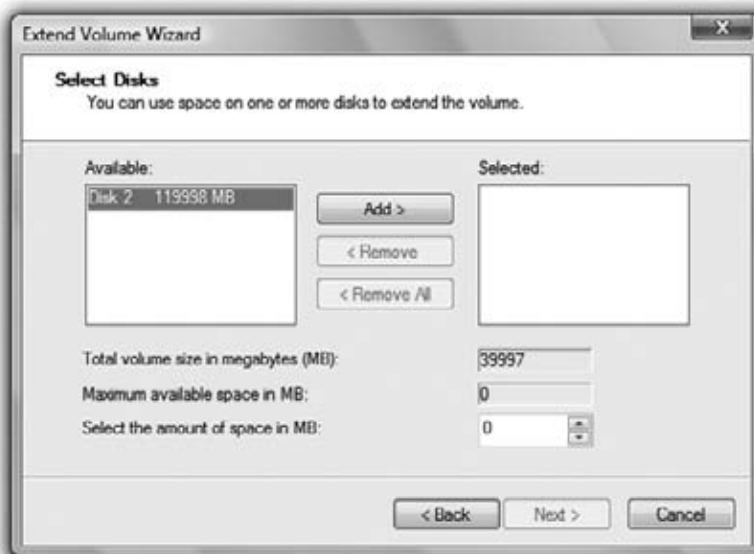 Extend Volume Wizard
X
Select Disks
You can use space on one or more disks to extend the volume.
Available:
Selected:
Disk 2 119998 MB
Add >
< Remove
< Remove All
Total volume size in megabytes (MB):
39997
Maximum available space in MB:
0
Select the amount of space in MB:
0
< Back
Next >
Cancel